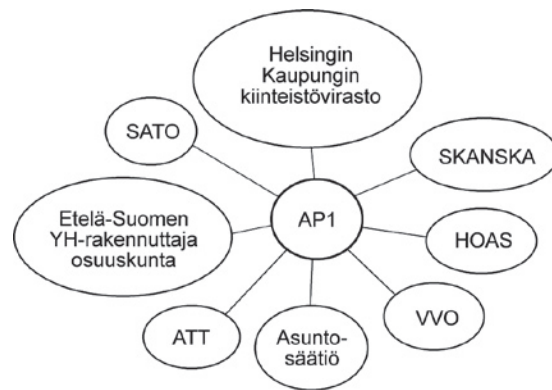 Helsingin
Kaupungin
kiinteistövirasto
SATO
SKANSKA
AP1
Etelä-Suomen
YH-rakennuttaja
osuuskunta
HOAS
VVO
ATT
Asunto-
säätiö